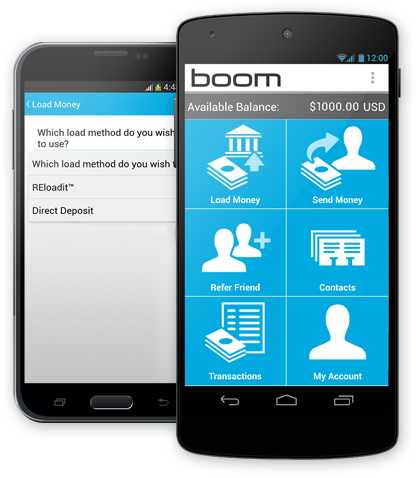 4:4
Load Money
Which load method do you wish
to use?
Which load method do you wish t
REloadit™
Direct Deposit
12:00
boom
Available Balance: $1000.00 USD
Load Money
Send Money
Refer Friend
Contacts
Transactions
My Account